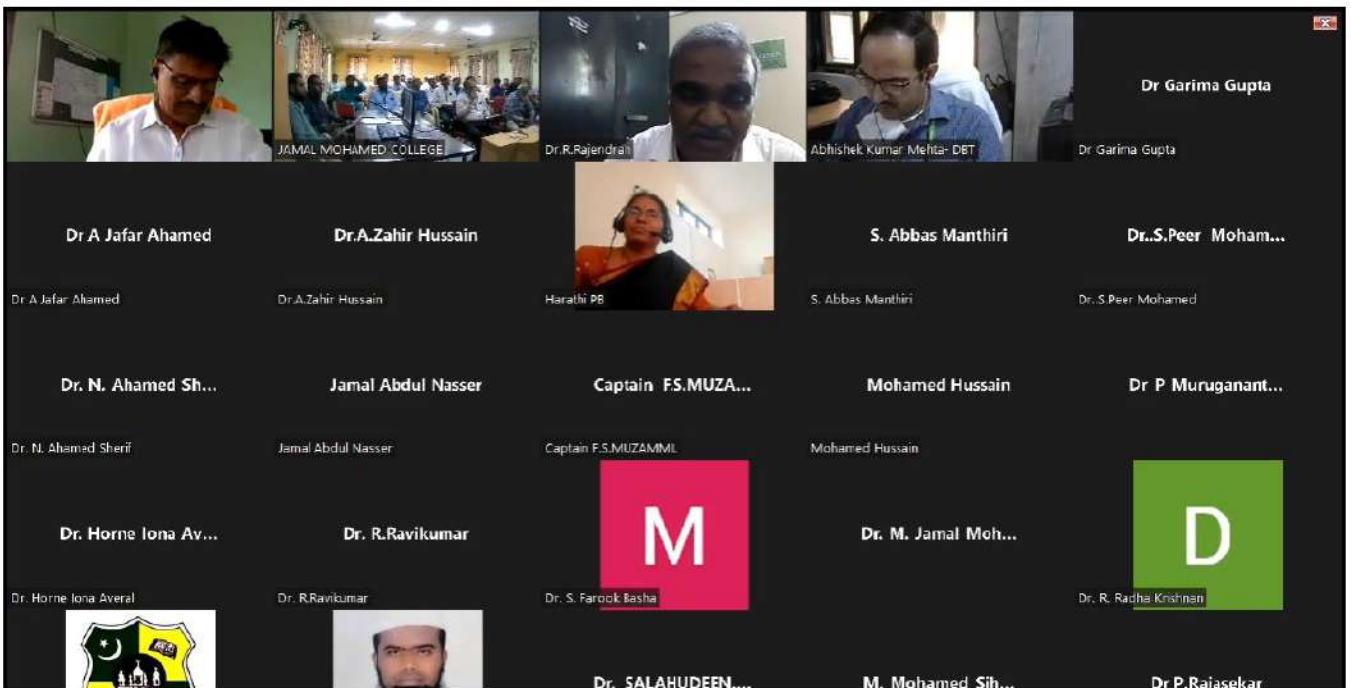 Dr Garima Gupta
JAMAL MOHAMED COLLEGE
Dr.R.Rajendran
Abhishek Kumar Mehta- DBT
Dr Garima Gupta
Dr A Jafar Ahamed
Dr.A.Zahir Hussain
S. Abbas Manthiri
Dr..S.Peer Moham...
Dr A Jafar Ahamed
Dr.A.Zahir Hussain
Harathi PB
S. Abbas Manthiri
Dr..S.Peer Mohamed
Dr. N. Ahamed Sh...
Jamal Abdul Nasser
Captain F.S.MUZA...
Mohamed Hussain
Dr P Muruganant...
Dr. N. Ahamed Sherif
Jamal Abdul Nasser
Captain F.S.MUZAMML
Mohamed Hussain
Dr. Horne Iona Av...
Dr. R.Ravikumar
M
Dr. M. Jamal Moh...
D
Dr. Horne Iona Averal
Dr. R.Ravikumar
Dr. S. Farook Basha
Dr. R. Radha Krishnan
Dr. SALAHUDEEN....
M. Mohamed Sih...
Dr P.Rajasekar